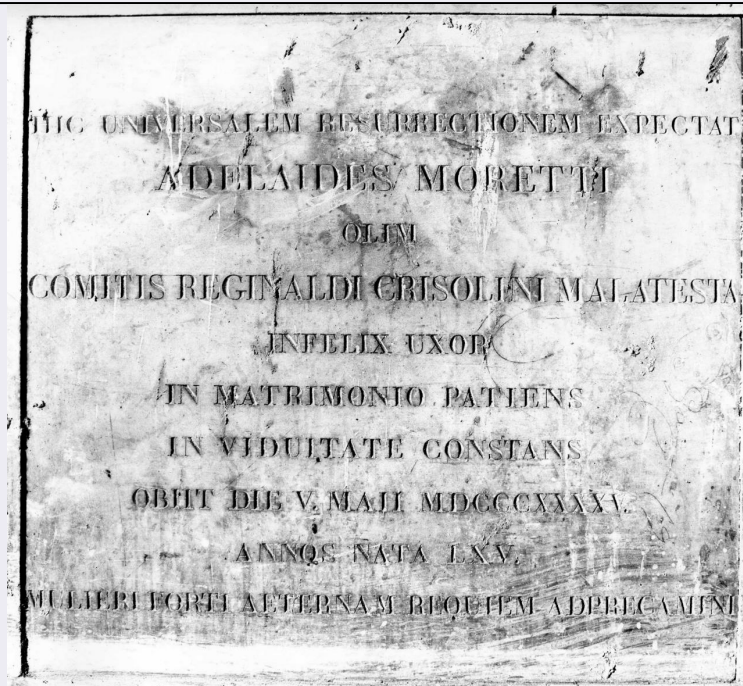 HIC UNIVERSALEM RESURRECTIONEM EXPECTAT
ADELAIDES MORETTI
OLIM
COMITIS REGINALDI CRISOLINI MALATESTA
INFELIX UXOR
IN MATRIMONIO PATIENS
IN VIDUITATE CONSTANS
OBIIT DIE V. MAII MDCCCXXXXV.
ANNOS NATA LXV.
MULIERI FORTI AETERNAM REQUIEM ADPRECAMINI